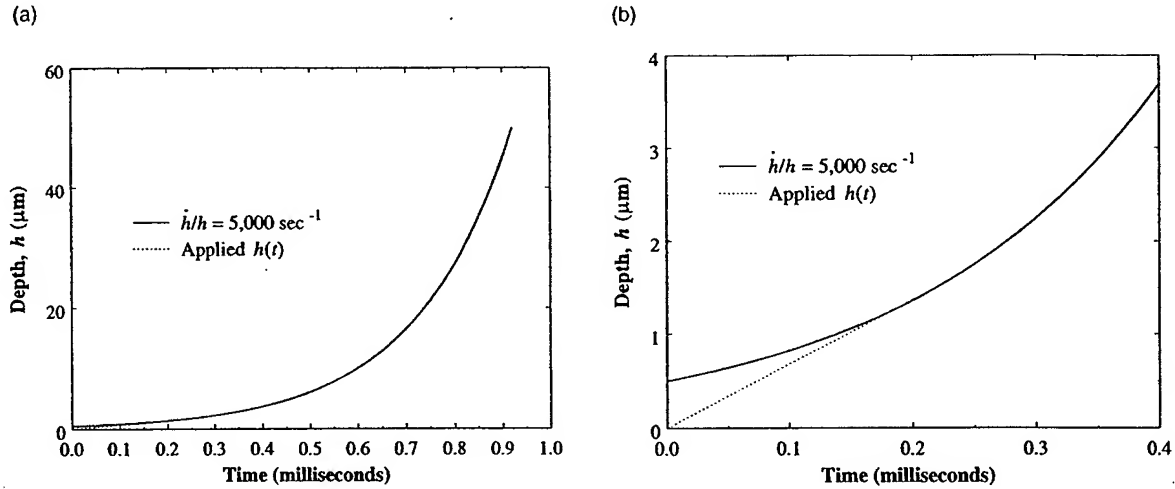 (a)
60
40
20
0
Depth, h (μm)
ḣ/h = 5,000 sec⁻¹
Applied h(t)
0.0 0.1 0.2 0.3 0.4 0.5 0.6 0.7 0.8 0.9 1.0
Time (milliseconds)
(b)
4
3
2
1
0
Depth, h (μm)
ḣ/h = 5,000 sec⁻¹
Applied h(t)
0.0 0.1 0.2 0.3 0.4
Time (milliseconds)